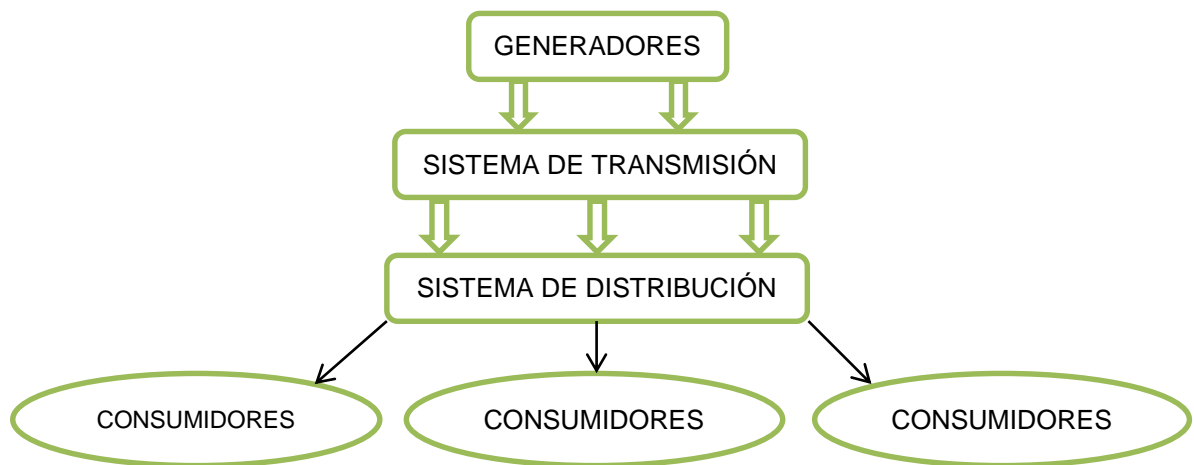 GENERADORES
SISTEMA DE TRANSMISIÓN
SISTEMA DE DISTRIBUCIÓN
CONSUMIDORES
CONSUMIDORES
CONSUMIDORES